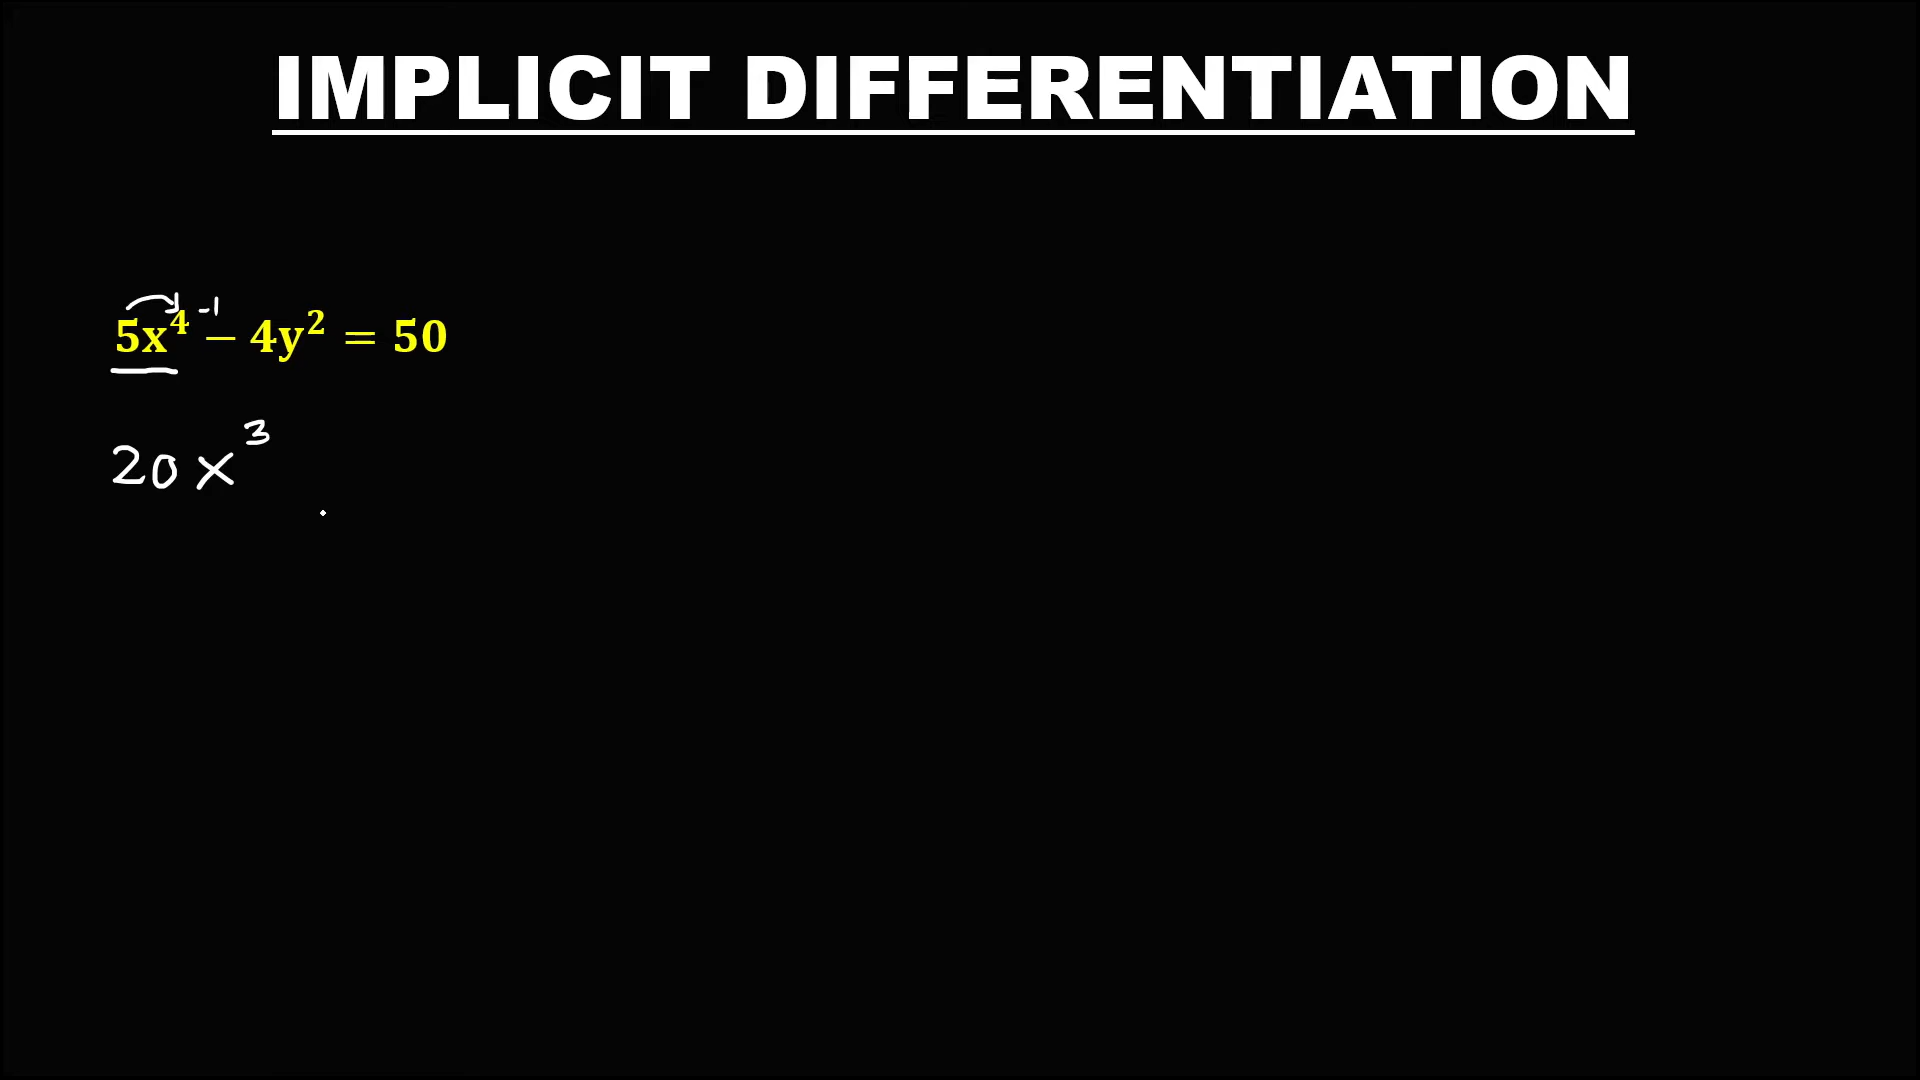 IMPLICIT DIFFERENTIATION
5x⁴ ⁻¹ − 4y² = 50
20x³